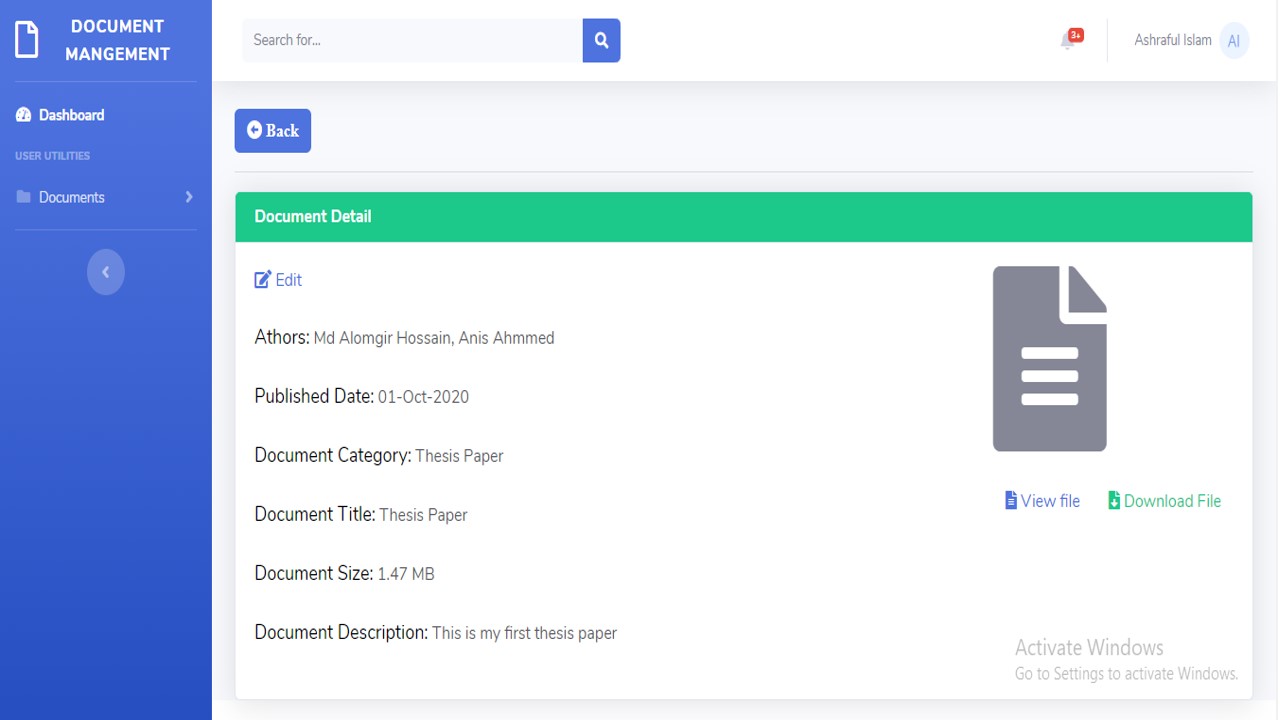 DOCUMENT
MANGEMENT
Search for...
3+
Ashraful Islam
AI
Dashboard
USER UTILITIES
Documents
Back
Document Detail
Edit
Athors: Md Alomgir Hossain, Anis Ahmmed
Published Date: 01-Oct-2020
Document Category: Thesis Paper
Document Title: Thesis Paper
Document Size: 1.47 MB
Document Description: This is my first thesis paper
View file
Download File
Activate Windows
Go to Settings to activate Windows.